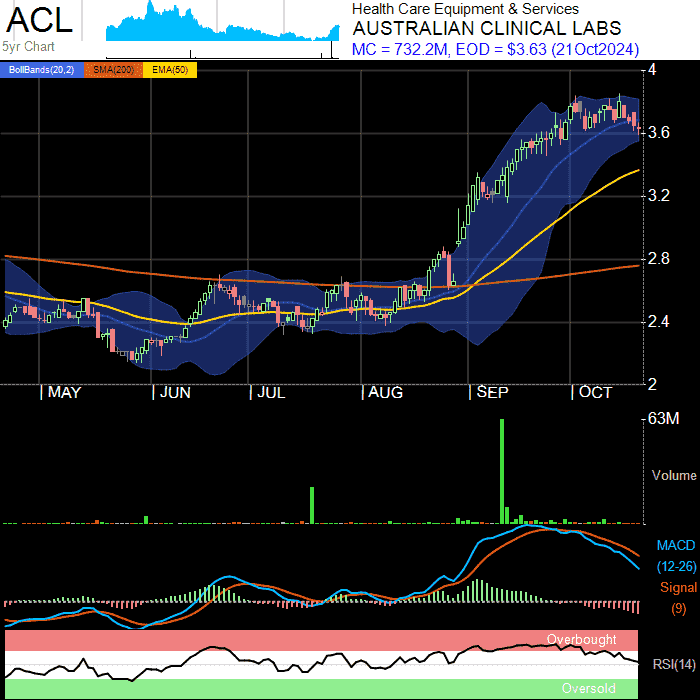 ACL
5yr Chart
Health Care Equipment & Services
AUSTRALIAN CLINICAL LABS
MC = 732.2M, EOD = $3.63 (21Oct2024)
BollBands(20,2) SMA(200) EMA(50)
4
3.6
3.2
2.8
2.4
2
MAY JUN JUL AUG SEP OCT
63M
Volume
MACD
(12-26)
Signal
(9)
Overbought
RSI(14)
Oversold